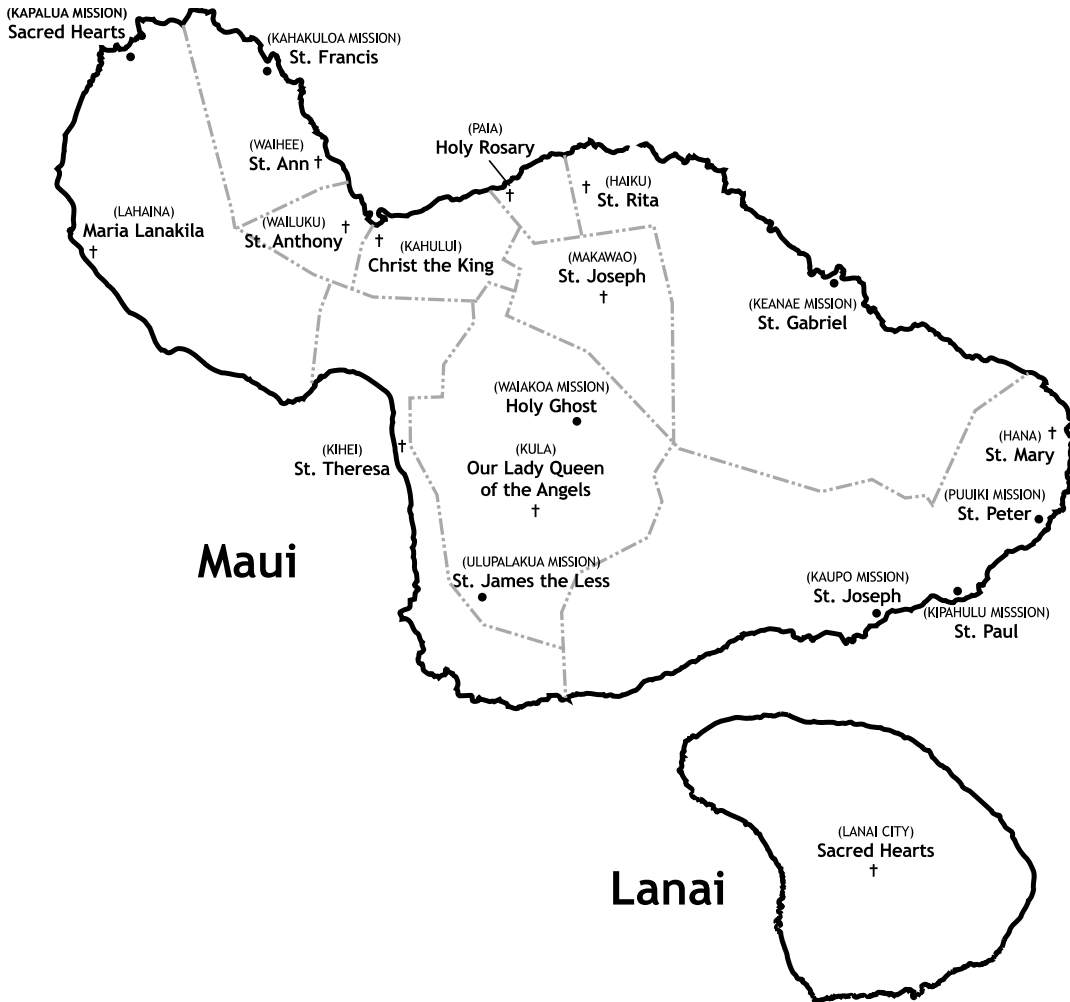 (KAPALUA MISSION)
Sacred Hearts
(KAHAKULOA MISSION)
St. Francis
(WAIHEE)
St. Ann
(PAIA)
Holy Rosary
(HAIKU)
St. Rita
(LAHAINA)
Maria Lanakila
(WAILUKU)
St. Anthony
(KAHULUI)
Christ the King
(MAKAWAO)
St. Joseph
(KEANAE MISSION)
St. Gabriel
(WAIAKOA MISSION)
Holy Ghost
(KIHEI)
St. Theresa
(KULA)
Our Lady Queen
of the Angels
(HANA)
St. Mary
(PUUIKI MISSION)
St. Peter
Maui
(ULUPALAKUA MISSION)
St. James the Less
(KAUPO MISSION)
St. Joseph
(KIPAHULU MISSSION)
St. Paul
(LANAI CITY)
Sacred Hearts
Lanai